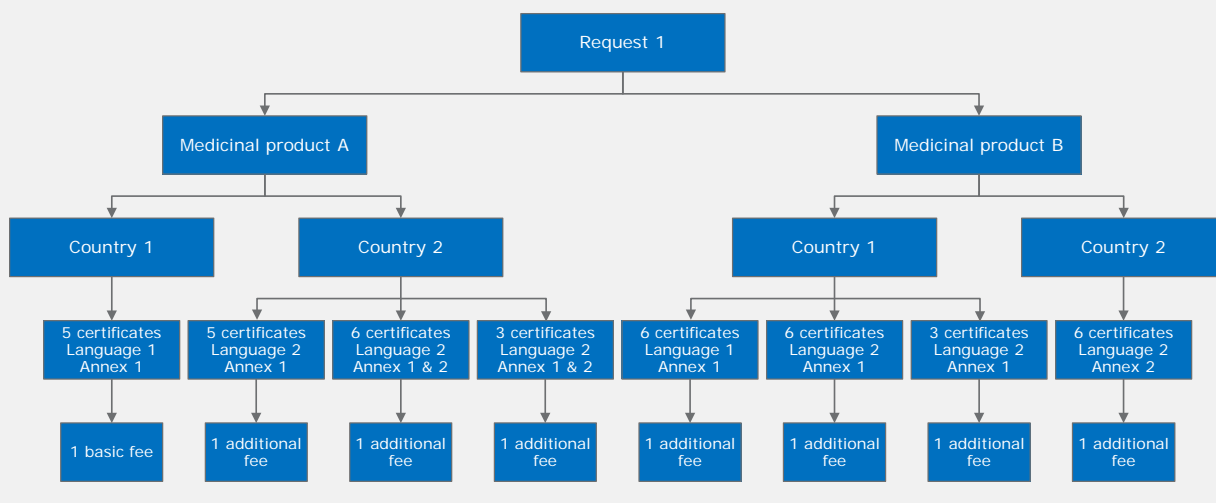 Request 1
Medicinal product A
Medicinal product B
Country 1
Country 2
Country 1
Country 2
5 certificates
Language 1
Annex 1
5 certificates
Language 2
Annex 1
6 certificates
Language 2
Annex 1 & 2
3 certificates
Language 2
Annex 1 & 2
6 certificates
Language 1
Annex 1
6 certificates
Language 2
Annex 1
3 certificates
Language 2
Annex 1
6 certificates
Language 2
Annex 2
1 basic fee
1 additional
fee
1 additional
fee
1 additional
fee
1 additional
fee
1 additional
fee
1 additional
fee
1 additional
fee